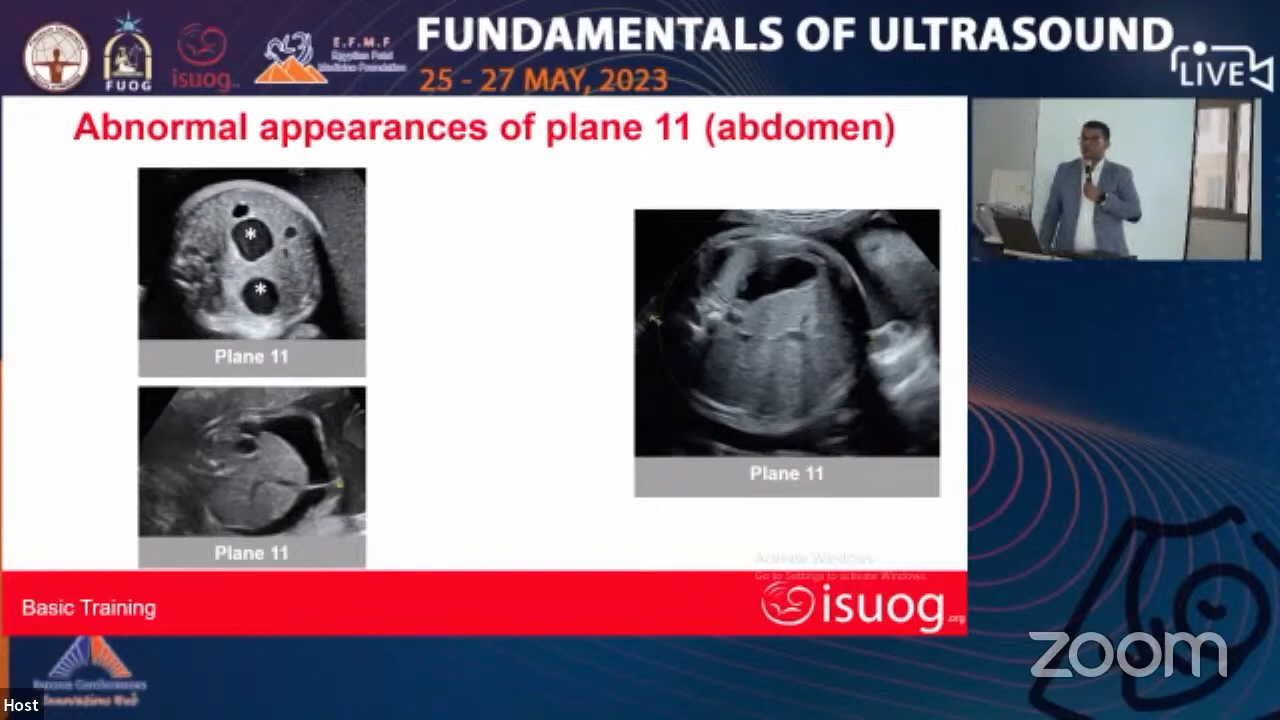 FUNDAMENTALS OF ULTRASOUND
LIVE
25 - 27 MAY, 2023
FUOG
isuog
E.F.M.F
Abnormal appearances of plane 11 (abdomen)
*
*
Plane 11
Plane 11
Plane 11
Activate Windows
Go to Settings to activate Windows.
Basic Training
isuog.org
zoom
Host